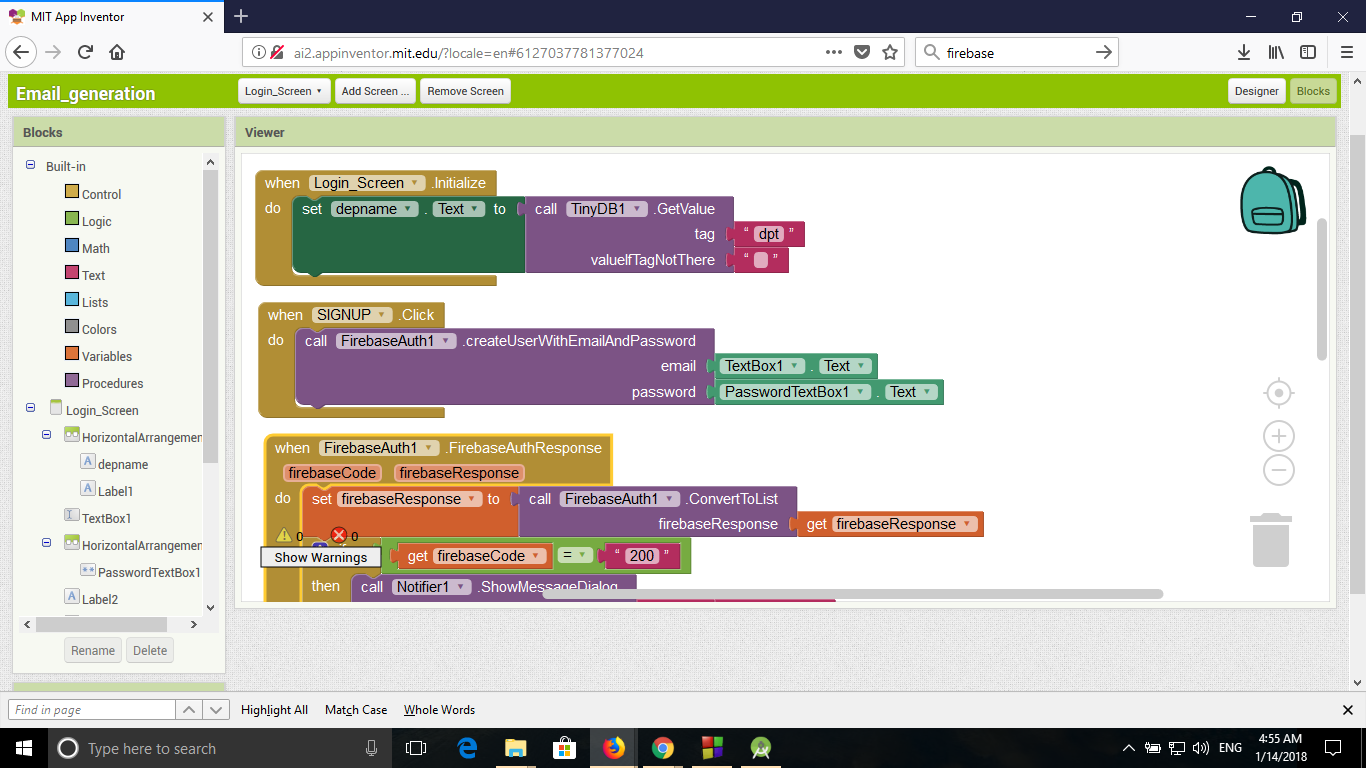 MIT App Inventor
ai2.appinventor.mit.edu/?locale=en#6127037781377024
firebase
Email_generation
Login_Screen
Add Screen ...
Remove Screen
Designer
Blocks
Blocks
Viewer
Built-in
Control
Logic
Math
Text
Lists
Colors
Variables
Procedures
Login_Screen
HorizontalArrangemen
depname
Label1
TextBox1
HorizontalArrangemen
PasswordTextBox1
Label2
Rename
Delete
when Login_Screen .Initialize
do set depname . Text to call TinyDB1 .GetValue
tag " dpt "
valueIfTagNotThere " "
when SIGNUP .Click
do call FirebaseAuth1 .createUserWithEmailAndPassword
email TextBox1 . Text
password PasswordTextBox1 . Text
when FirebaseAuth1 .FirebaseAuthResponse
firebaseCode firebaseResponse
do set firebaseResponse to call FirebaseAuth1 .ConvertToList
firebaseResponse get firebaseResponse
0 0
Show Warnings
get firebaseCode = " 200 "
then call Notifier1 .ShowMessageDialog
Find in page
Highlight All
Match Case
Whole Words
Type here to search
ENG
4:55 AM
1/14/2018